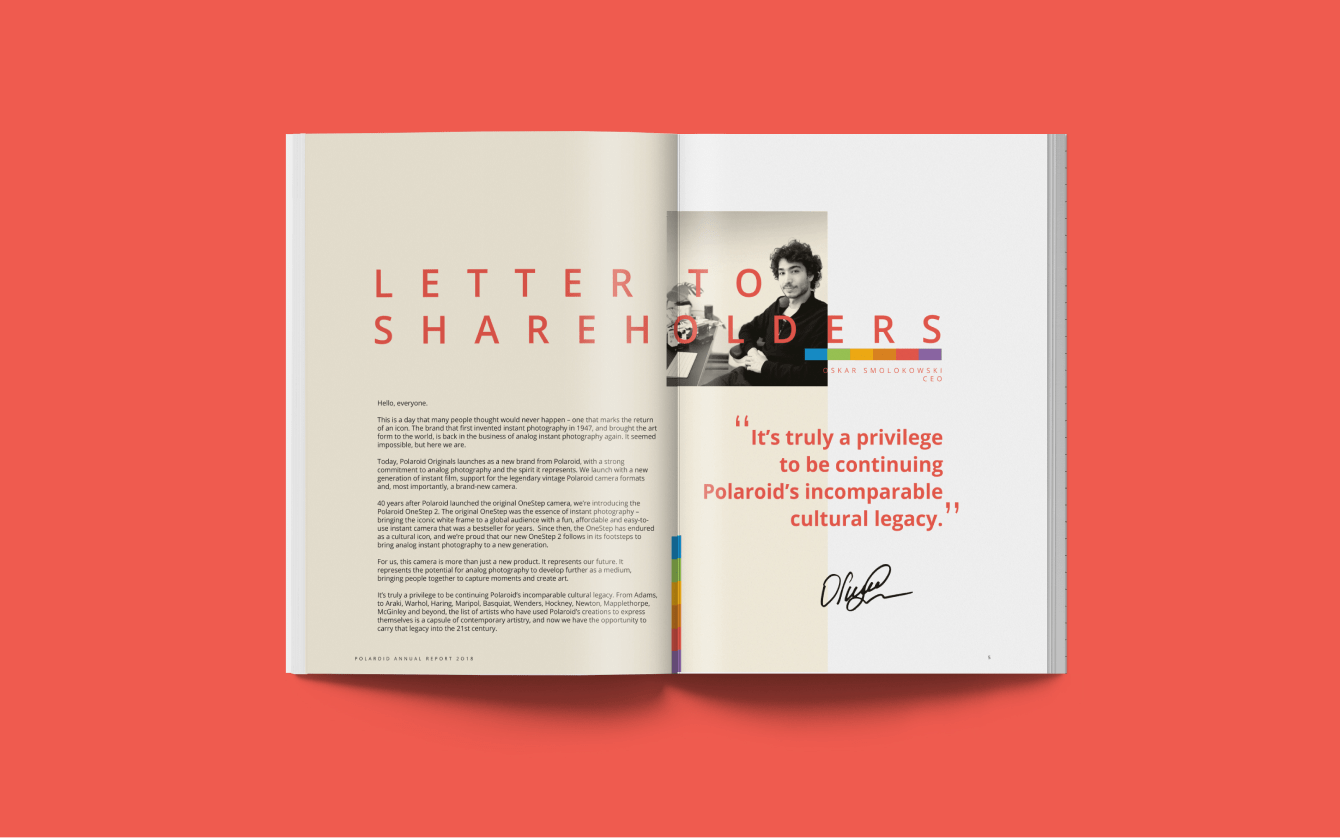 LETTER TO
SHAREHOLDERS
OSKAR SMOLOKOWSKI
CEO
Hello, everyone.
This is a day that many people thought would never happen – one that marks the return
of an icon. The brand that first invented instant photography in 1947, and brought the art
form to the world, is back in the business of analog instant photography again. It seemed
impossible, but here we are.
Today, Polaroid Originals launches as a new brand from Polaroid, with a strong
commitment to analog photography and the spirit it represents. We launch with a new
generation of instant film, support for the legendary vintage Polaroid camera formats
and, most importantly, a brand-new camera.
40 years after Polaroid launched the original OneStep camera, we’re introducing the
Polaroid OneStep 2. The original OneStep was the essence of instant photography –
bringing the iconic white frame to a global audience with a fun, affordable and easy-to-
use instant camera that was a bestseller for years. Since then, the OneStep has endured
as a cultural icon, and we’re proud that our new OneStep 2 follows in its footsteps to
bring analog instant photography to a new generation.
For us, this camera is more than just a new product. It represents our future. It
represents the potential for analog photography to develop further as a medium,
bringing people together to capture moments and create art.
It’s truly a privilege to be continuing Polaroid’s incomparable cultural legacy. From Adams,
to Araki, Warhol, Haring, Maripol, Basquiat, Wenders, Hockney, Newton, Mapplethorpe,
McGinley and beyond, the list of artists who have used Polaroid’s creations to express
themselves is a capsule of contemporary artistry, and now we have the opportunity to
carry that legacy into the 21st century.
POLAROID ANNUAL REPORT 2018
“It’s truly a privilege
to be continuing
Polaroid’s incomparable
cultural legacy.”
5